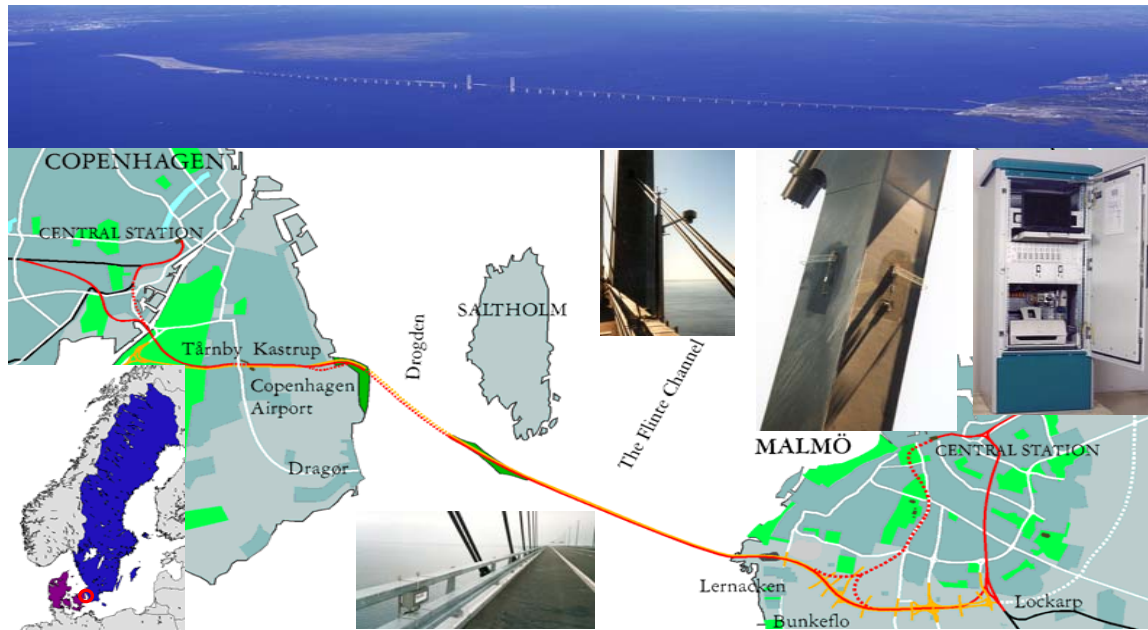 COPENHAGEN
CENTRAL STATION
Tårnby Kastrup
Copenhagen
Airport
Dragør
Drogden
SALTHOLM
The Flinte Channel
MALMÖ
CENTRAL STATION
Lernacken
Bunkeflo
Lockarp